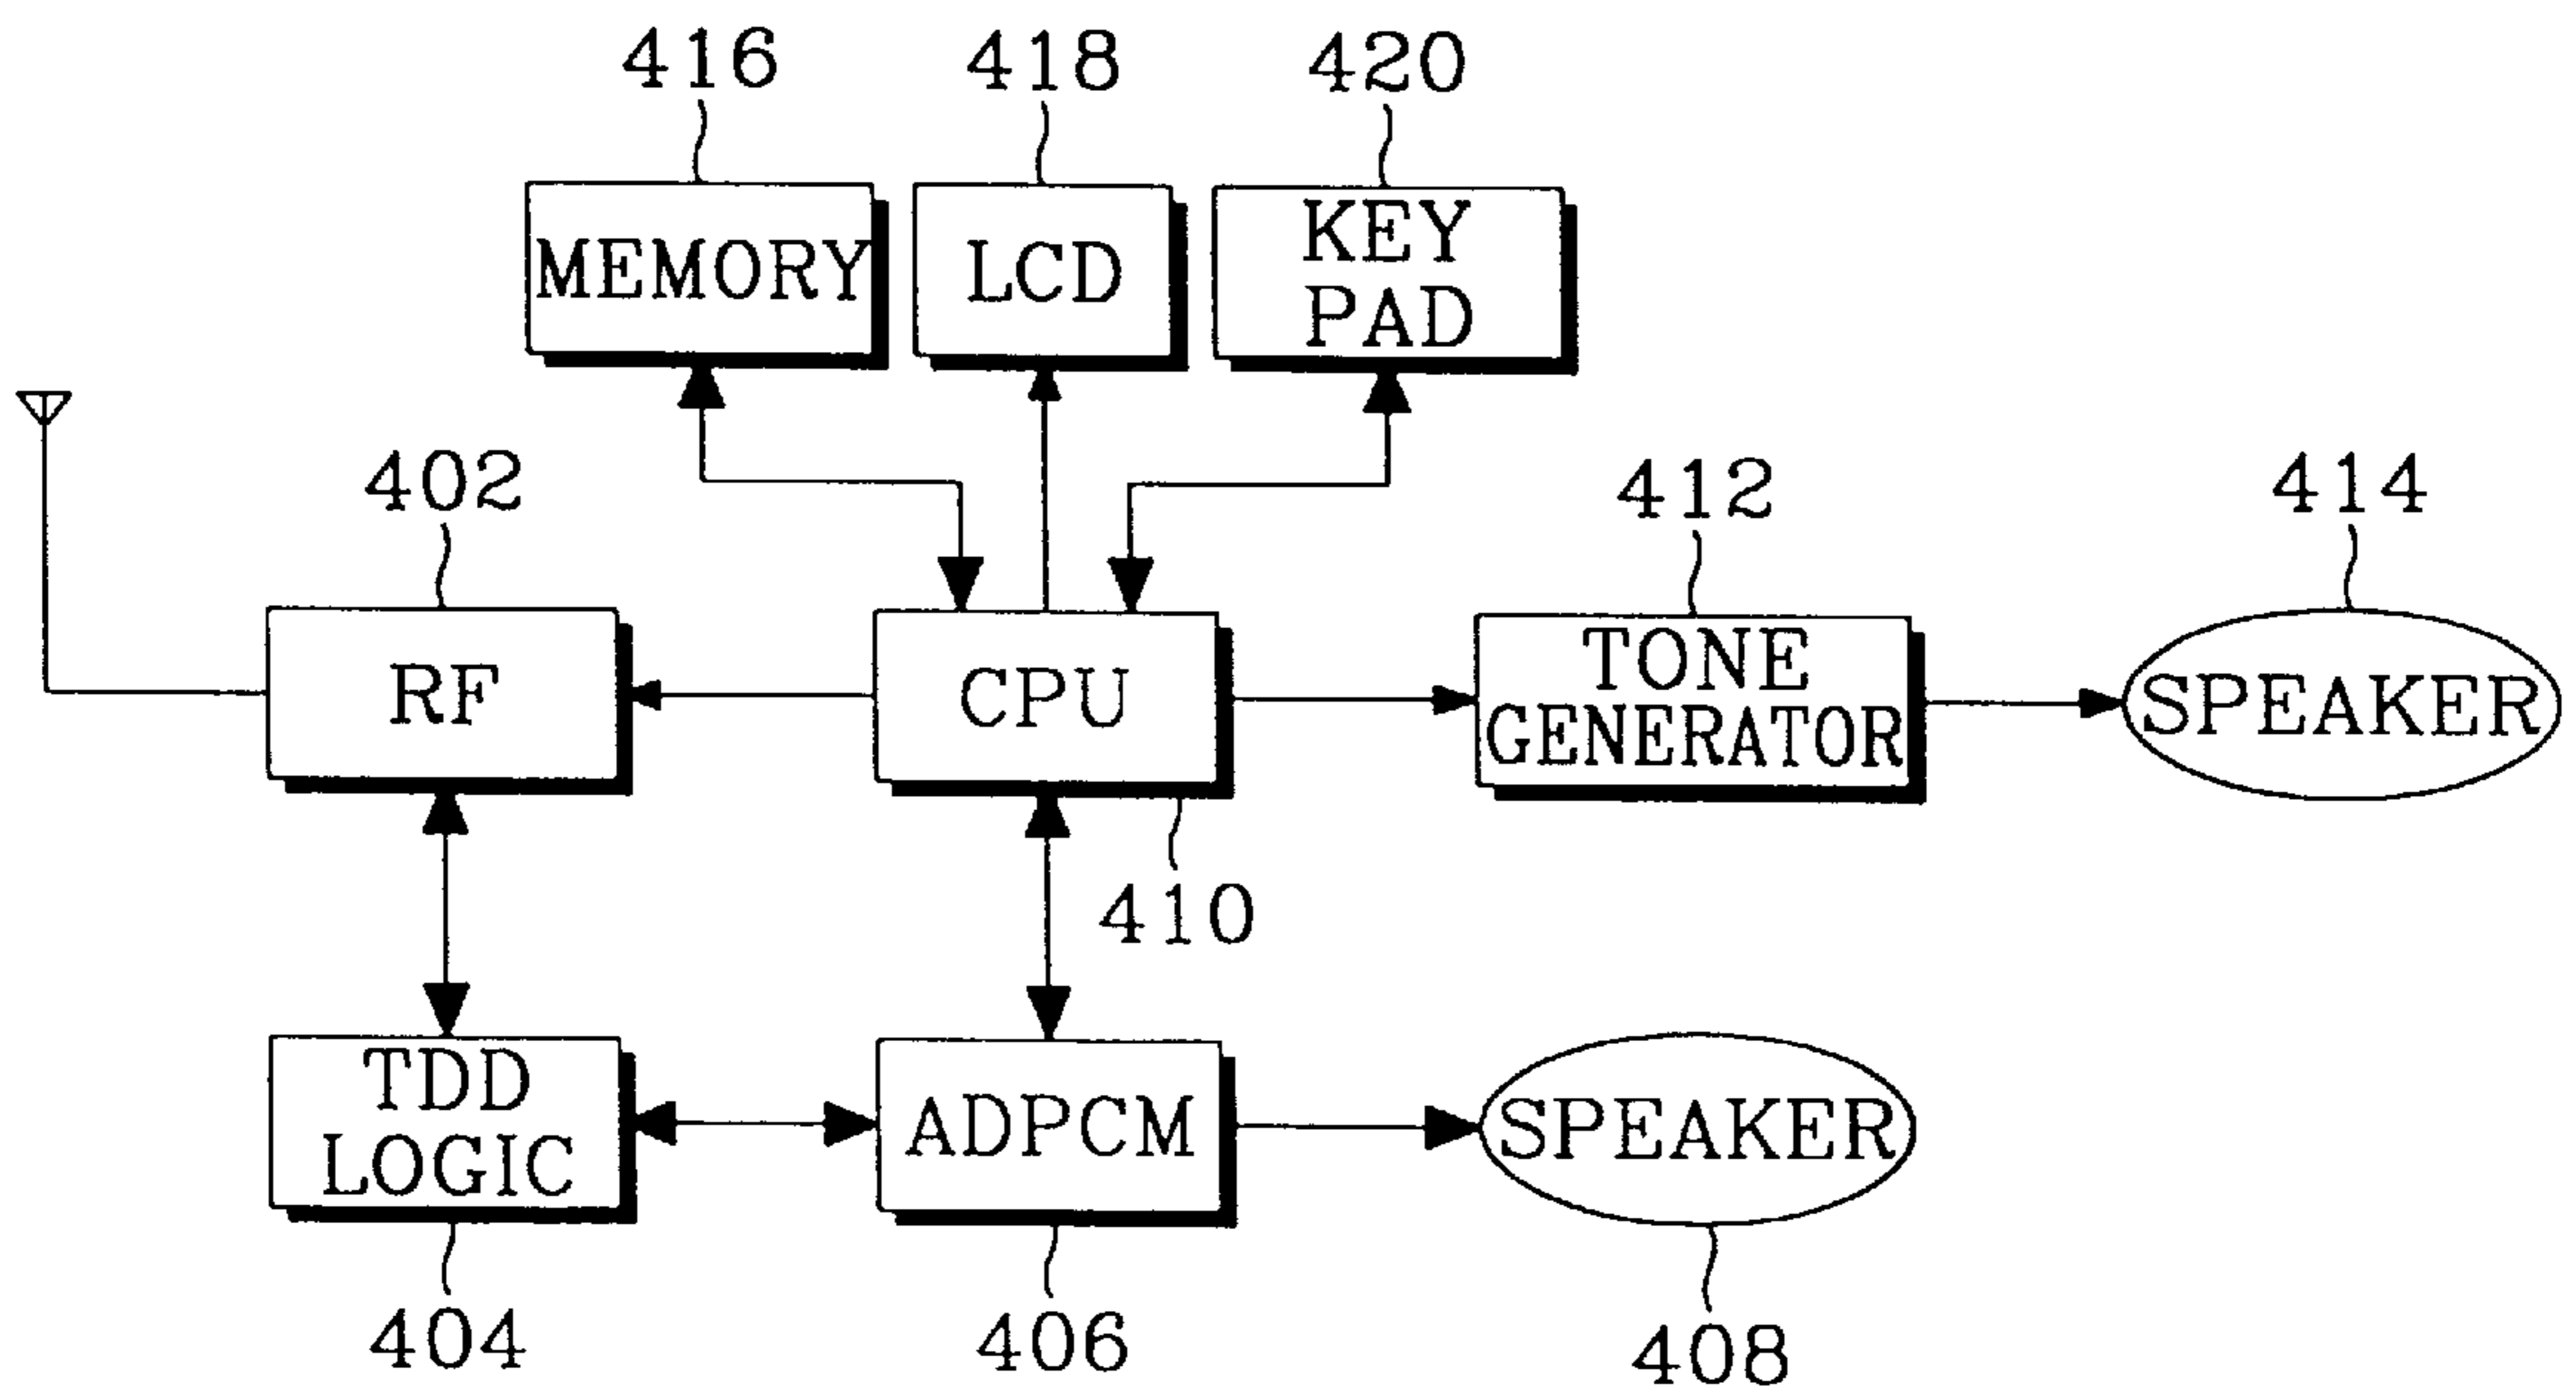 416 418 420
MEMORY LCD KEY
PAD
402 412 414
RF CPU TONE
GENERATOR SPEAKER
410
TDD
LOGIC ADPCM SPEAKER
404 406 408